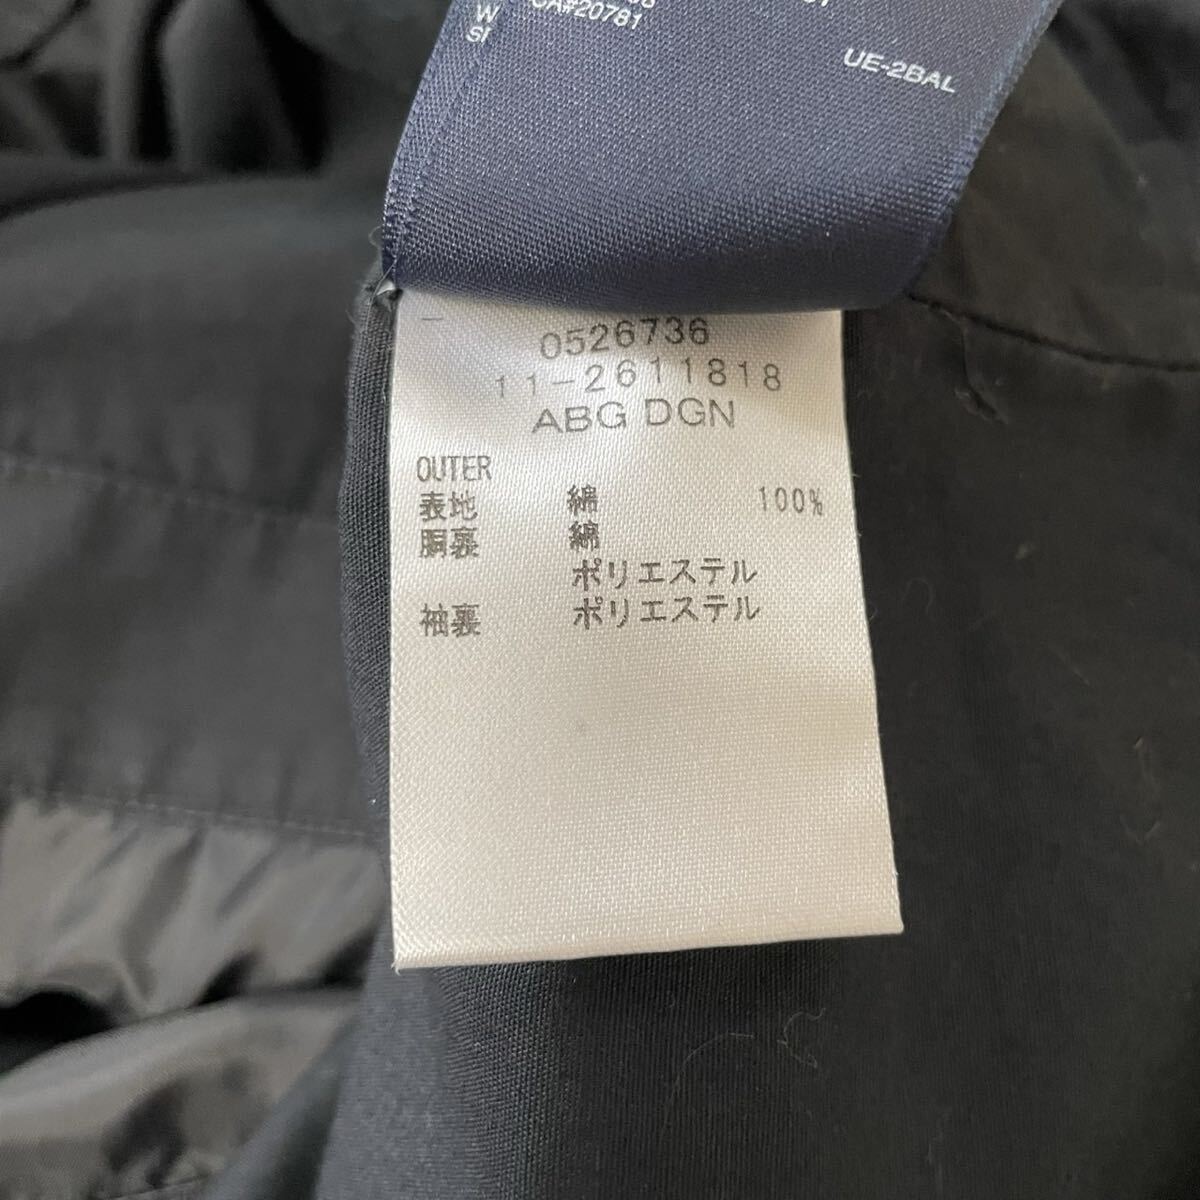 CA#20781
UE-2BAL
0526736
11-2611818
ABG DGN
OUTER
表地 綿 100%
胴裏 綿
ポリエステル
袖裏 ポリエステル